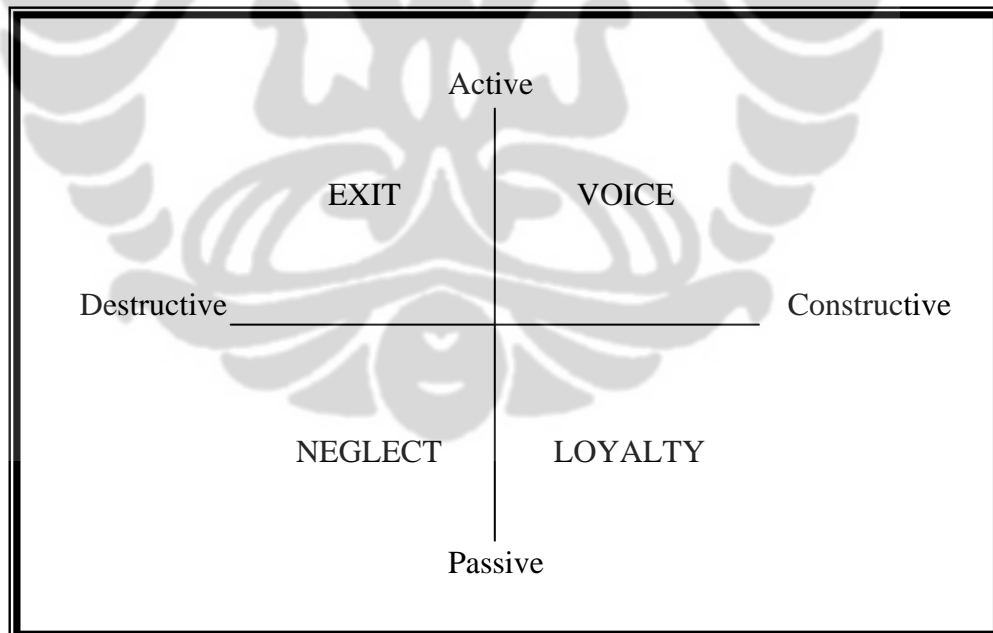 Active
EXIT VOICE
Destructive Constructive
NEGLECT LOYALTY
Passive